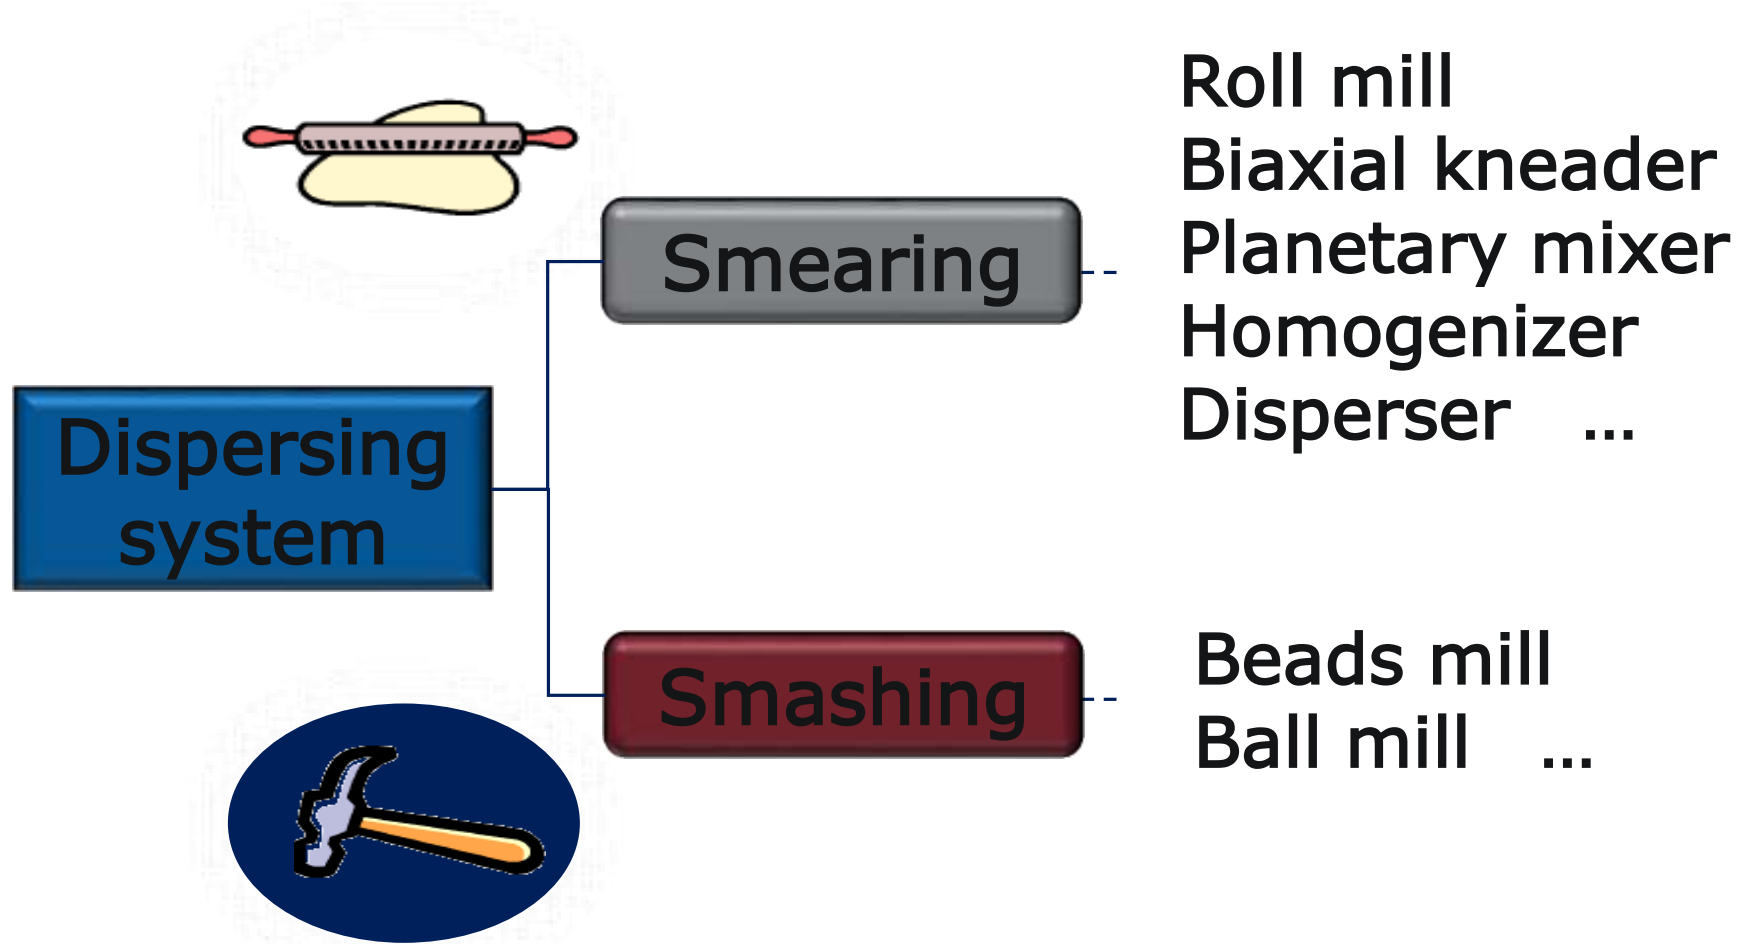 Roll mill
Biaxial kneader
Planetary mixer
Homogenizer
Disperser ...
Smearing
Dispersing
system
Smashing
Beads mill
Ball mill ...